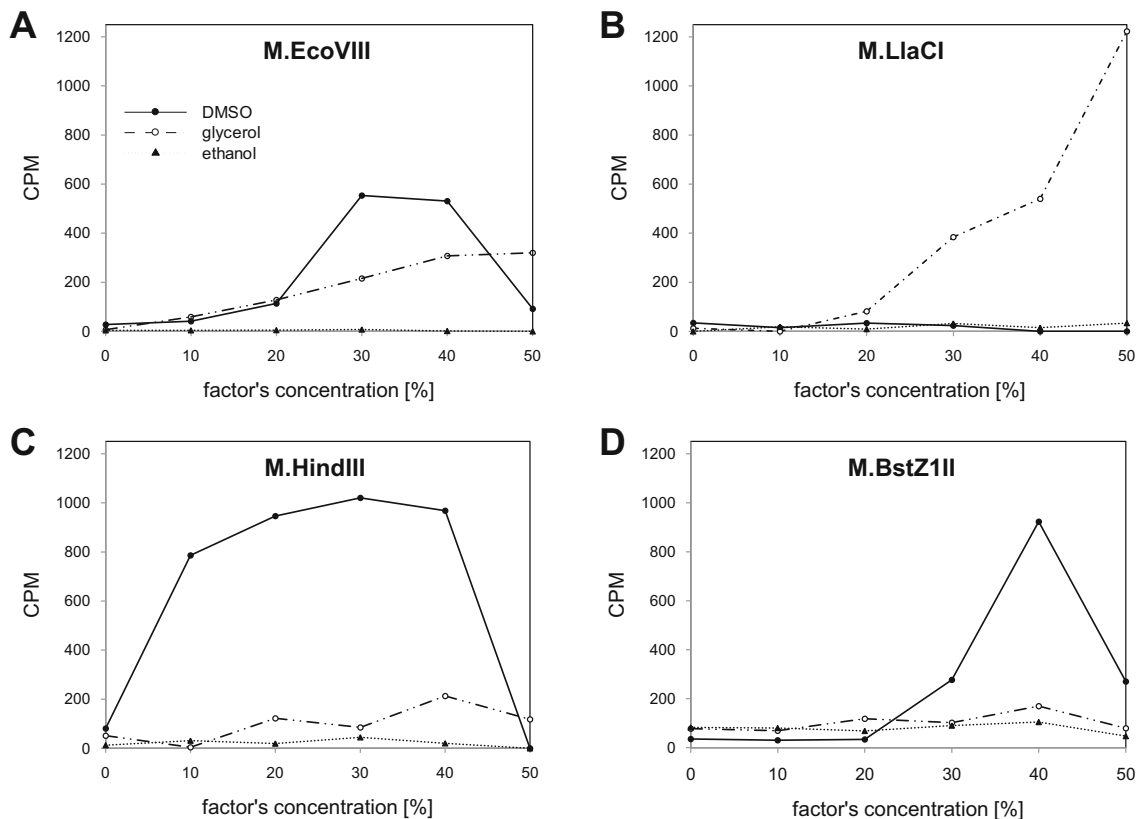 A
M.EcoVIII
1200
1000
800
600
400
200
0
CPM
DMSO
glycerol
ethanol
0 10 20 30 40 50
factor's concentration [%]
B
M.LlaCI
1200
1000
800
600
400
200
0
CPM
0 10 20 30 40 50
factor's concentration [%]
C
M.HindIII
1200
1000
800
600
400
200
0
CPM
0 10 20 30 40 50
factor's concentration [%]
D
M.BstZ1II
1200
1000
800
600
400
200
0
CPM
0 10 20 30 40 50
factor's concentration [%]